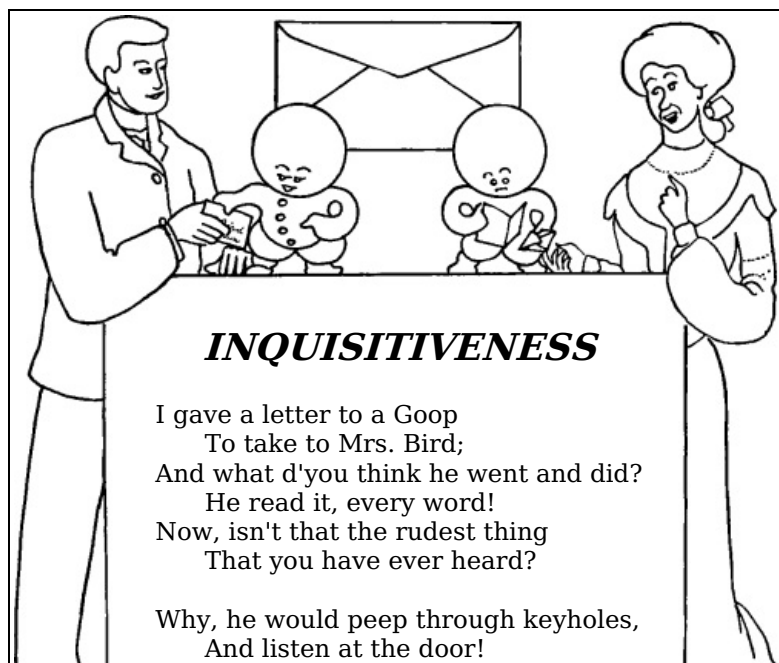 INQUISITIVENESS
I gave a letter to a Goop
To take to Mrs. Bird;
And what d'you think he went and did?
He read it, every word!
Now, isn't that the rudest thing
That you have ever heard?
Why, he would peep through keyholes,
And listen at the door!